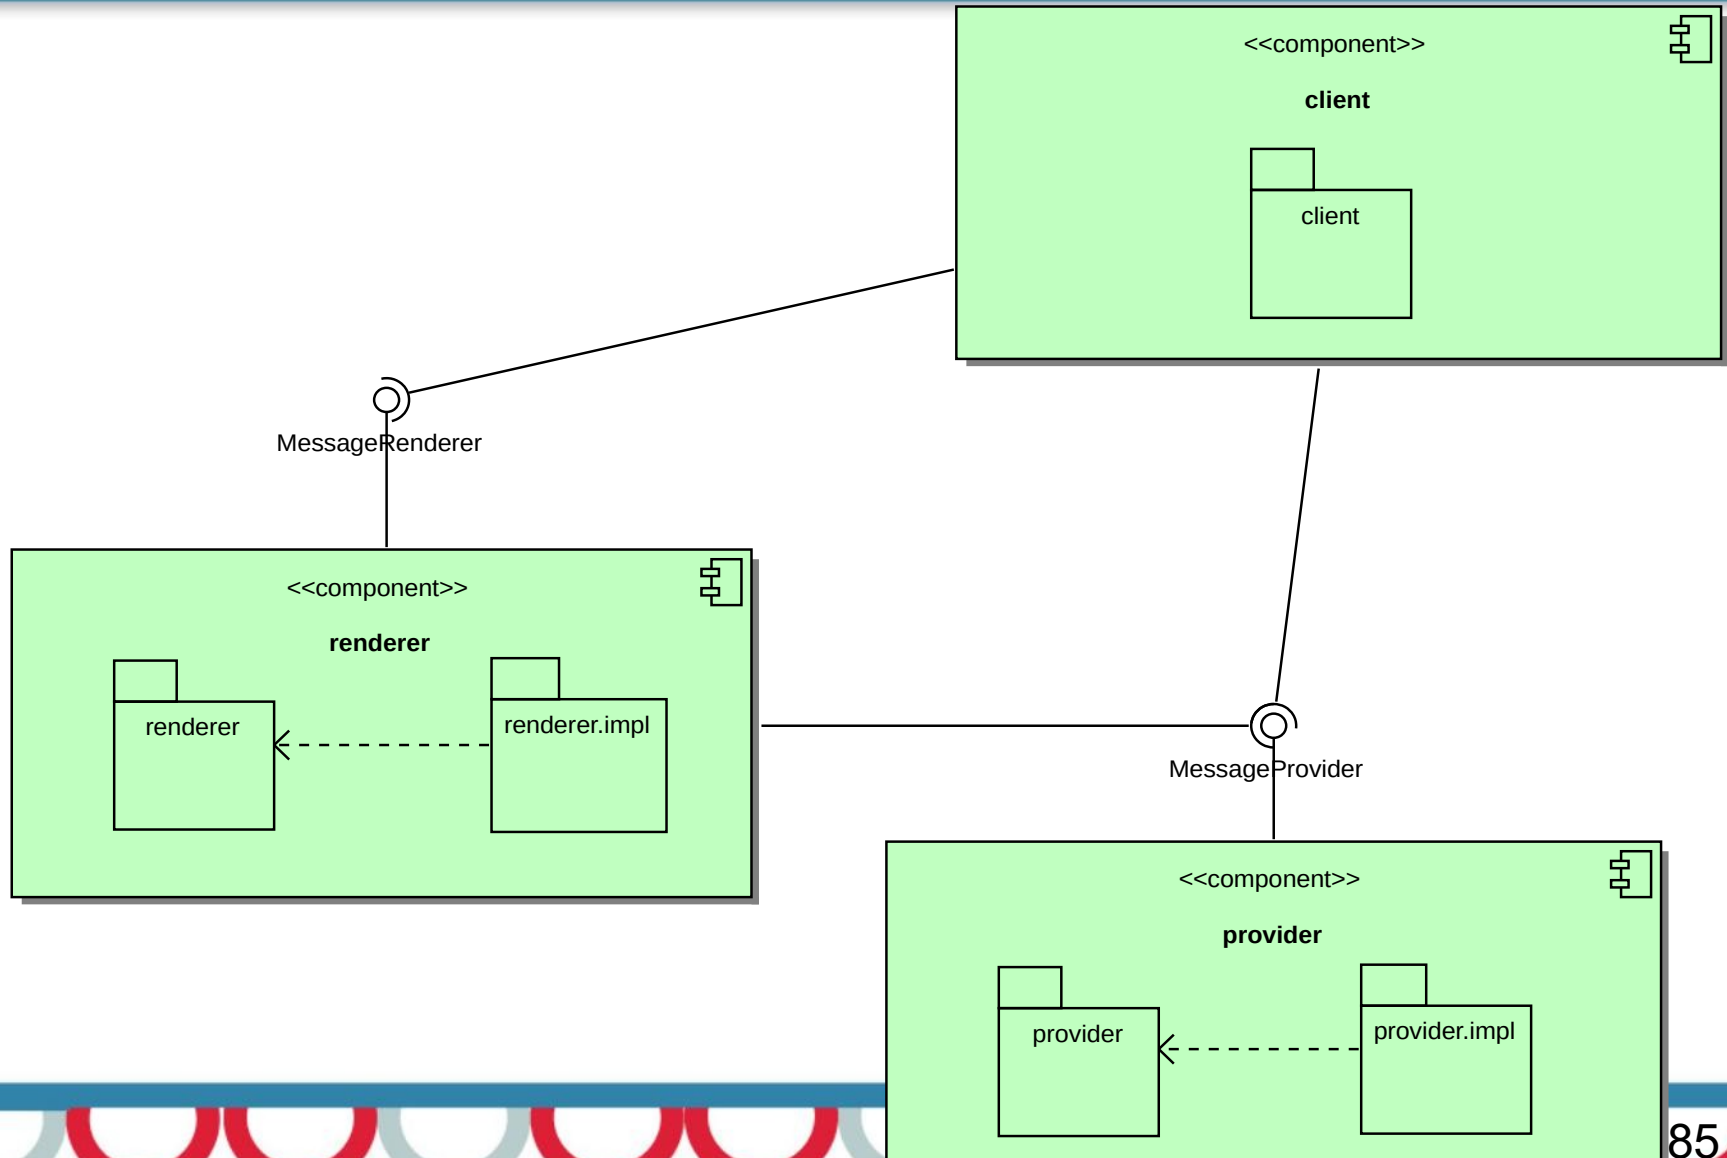 <<component>>
client
client
MessageRenderer
<<component>>
renderer
renderer
renderer.impl
MessageProvider
<<component>>
provider
provider
provider.impl
85